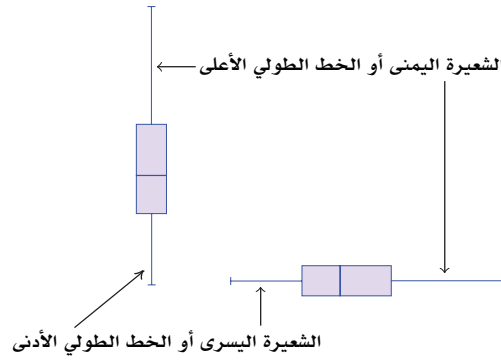 الشعيرة اليمنى أو الخط الطولي الأعلى
الشعيرة اليسرى أو الخط الطولي الأدنى